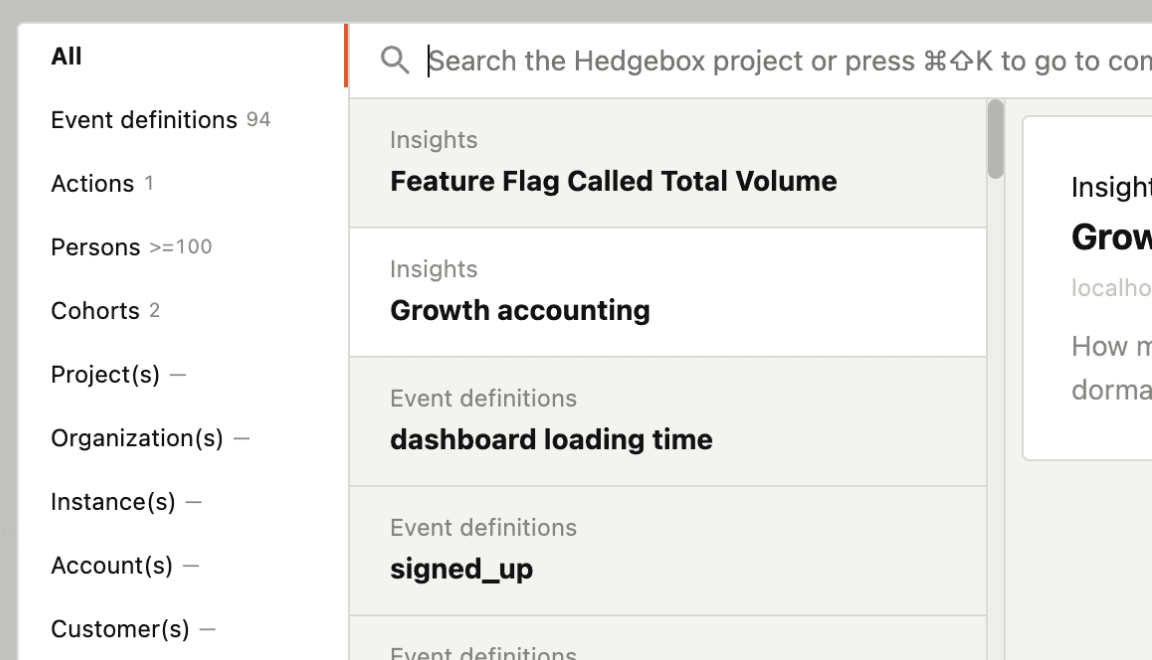 All
Event definitions 94
Actions 1
Persons >=100
Cohorts 2
Project(s) —
Organization(s) —
Instance(s) —
Account(s) —
Customer(s) —
Search the Hedgebox project or press ⌘⇧K to go to com
Insights
Feature Flag Called Total Volume
Insights
Growth accounting
Event definitions
dashboard loading time
Event definitions
signed_up
Event definitions
Insight
Grow
localho
How m
dorma